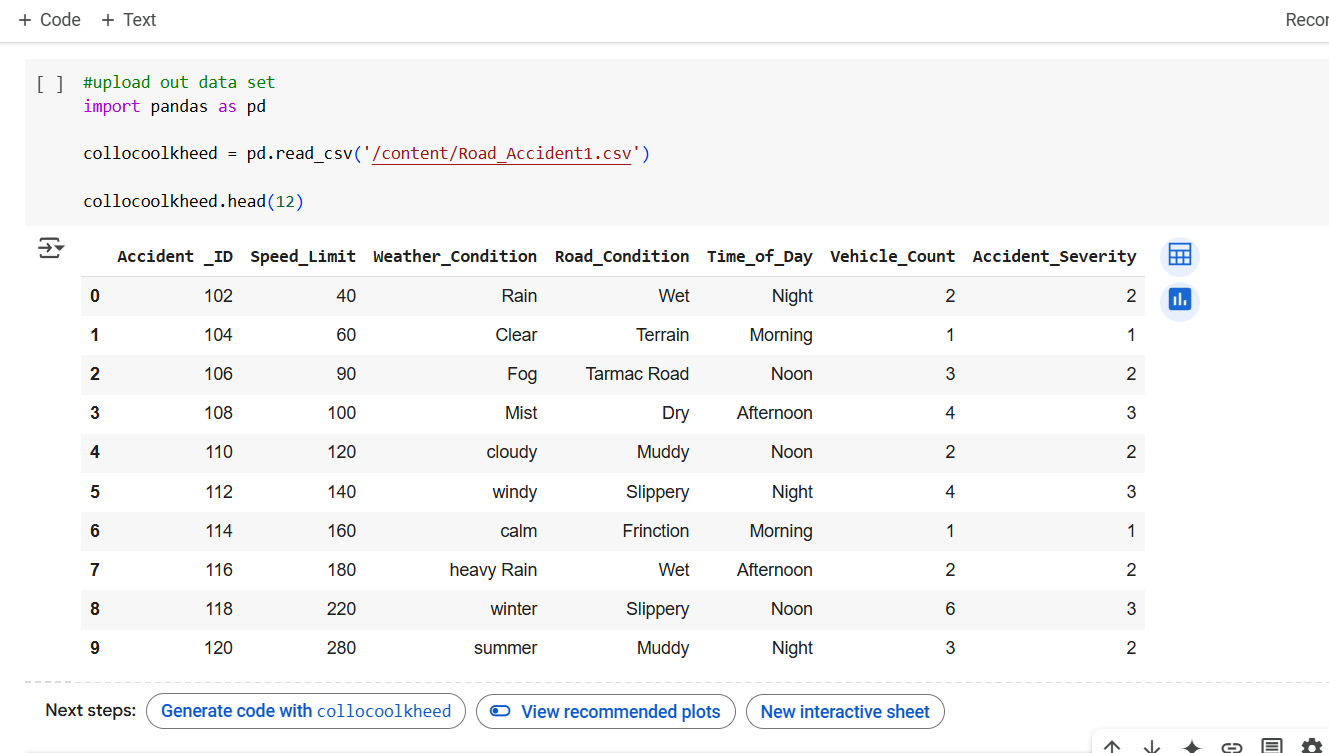 + Code + Text Recor
[ ] #upload out data set
import pandas as pd
collocoolkheed = pd.read_csv('/content/Road_Accident1.csv')
collocoolkheed.head(12)
Accident _ID Speed_Limit Weather_Condition Road_Condition Time_of_Day Vehicle_Count Accident_Severity
0 102 40 Rain Wet Night 2 2
1 104 60 Clear Terrain Morning 1 1
2 106 90 Fog Tarmac Road Noon 3 2
3 108 100 Mist Dry Afternoon 4 3
4 110 120 cloudy Muddy Noon 2 2
5 112 140 windy Slippery Night 4 3
6 114 160 calm Frinction Morning 1 1
7 116 180 heavy Rain Wet Afternoon 2 2
8 118 220 winter Slippery Noon 6 3
9 120 280 summer Muddy Night 3 2
Next steps: Generate code with collocoolkheed View recommended plots New interactive sheet